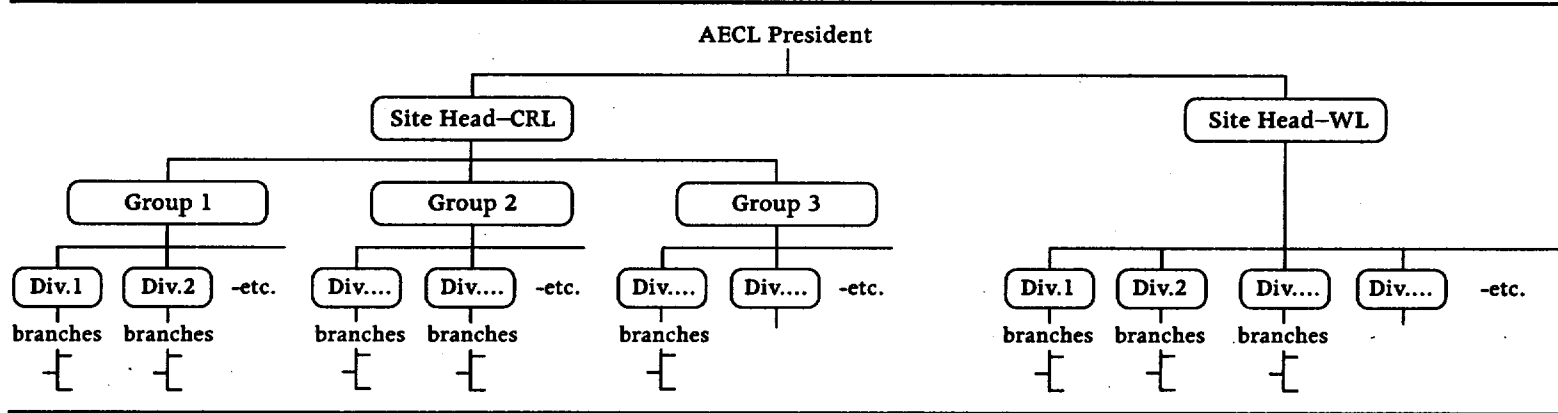 AECL President
Site Head–CRL Site Head–WL
Group 1 Group 2 Group 3
Div.1 Div.2 -etc. Div.... Div.... -etc. Div.... Div.... -etc. Div.1 Div.2 Div.... Div.... -etc.
branches branches branches branches branches branches branches branches